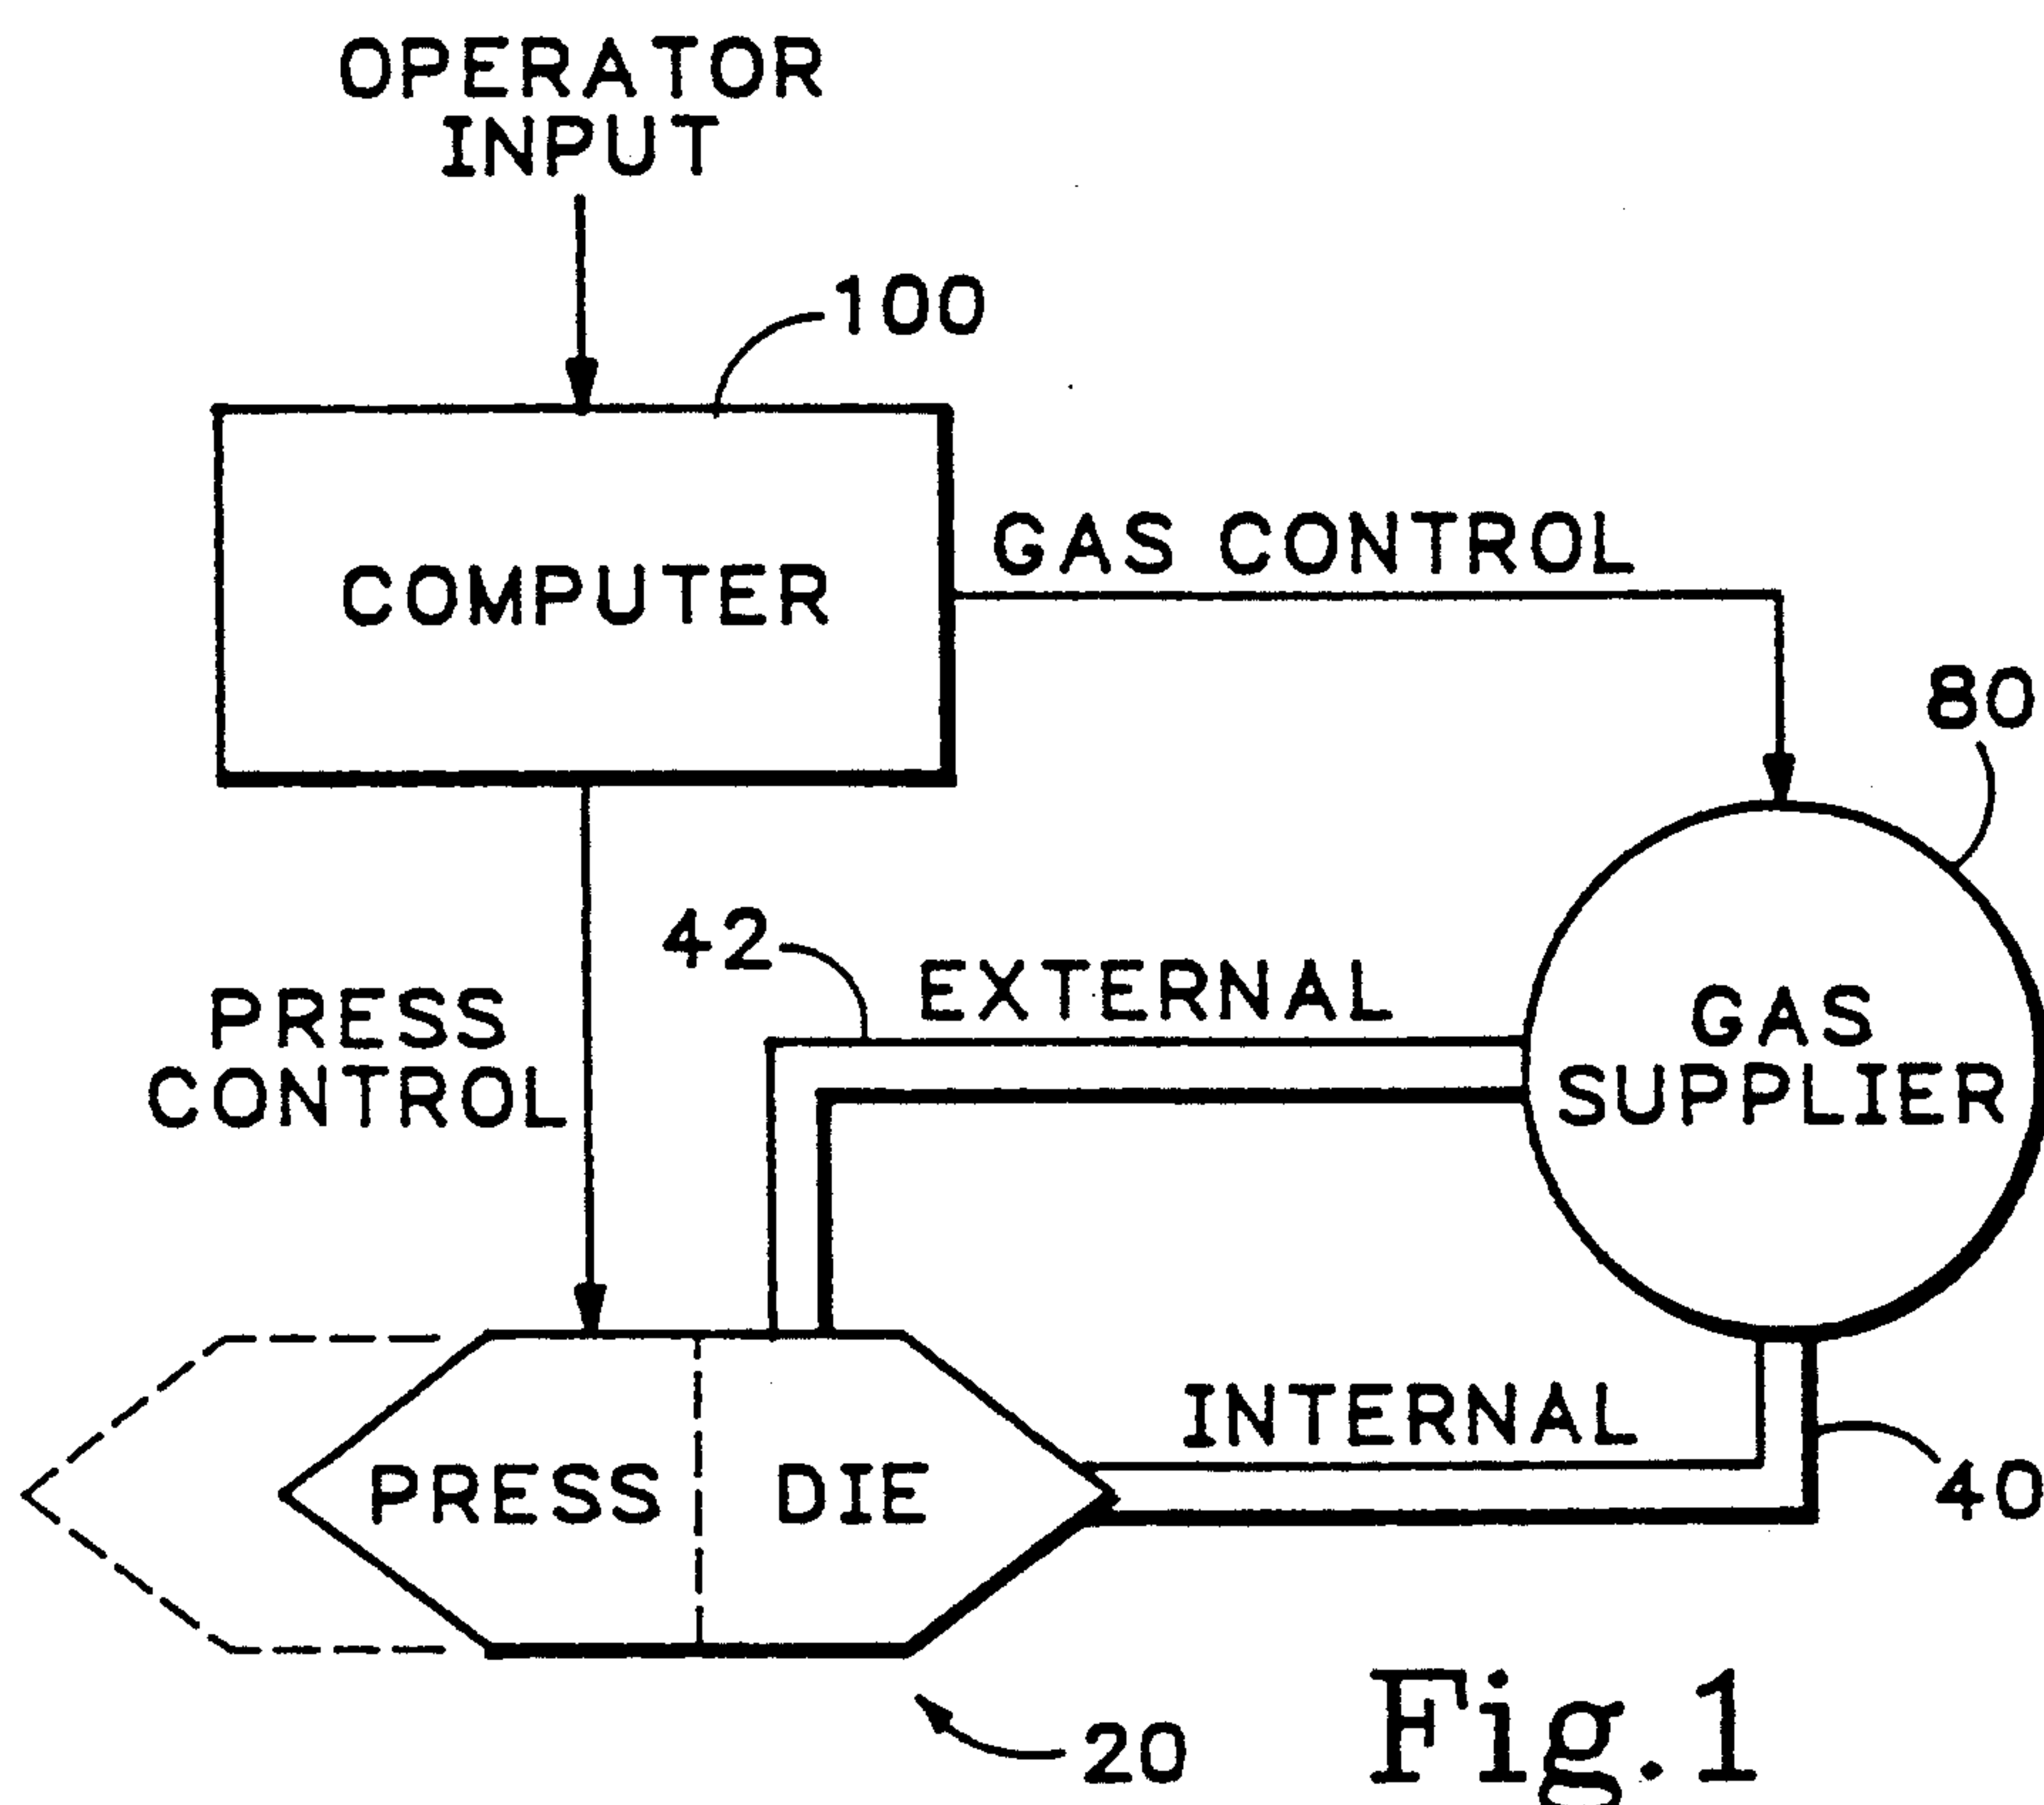 OPERATOR
INPUT
100
COMPUTER
GAS CONTROL
80
42
EXTERNAL
PRESS
CONTROL
GAS
SUPPLIER
INTERNAL
40
PRESS
DIE
20
Fig.1